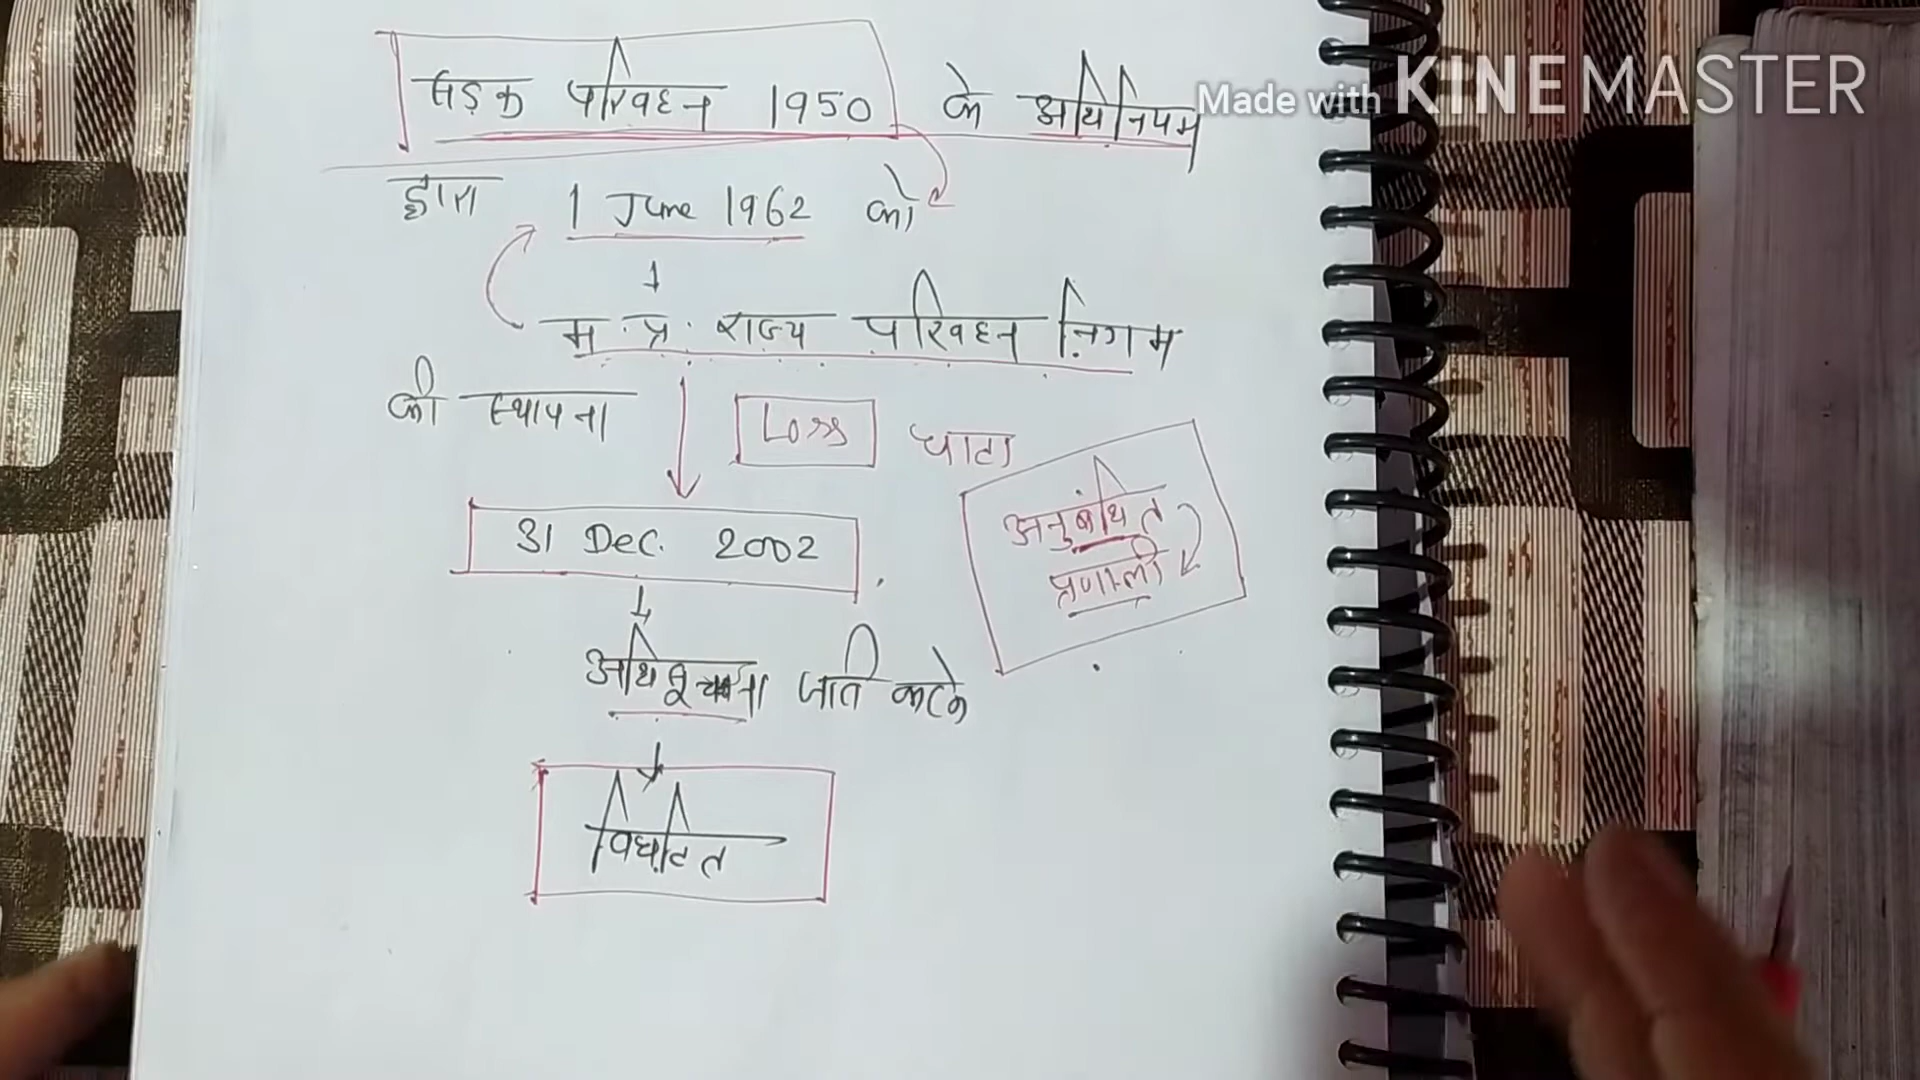 सड़क परिवहन 1950 के अधिनियम
Made with KINEMASTER
द्वारा 1 June 1962 को
म.प्र. राज्य परिवहन निगम
की स्थापना
Loss घाटा
अनुबंधित
प्रणाली
31 Dec. 2002
अधिसूचना जारी करके
विघटित